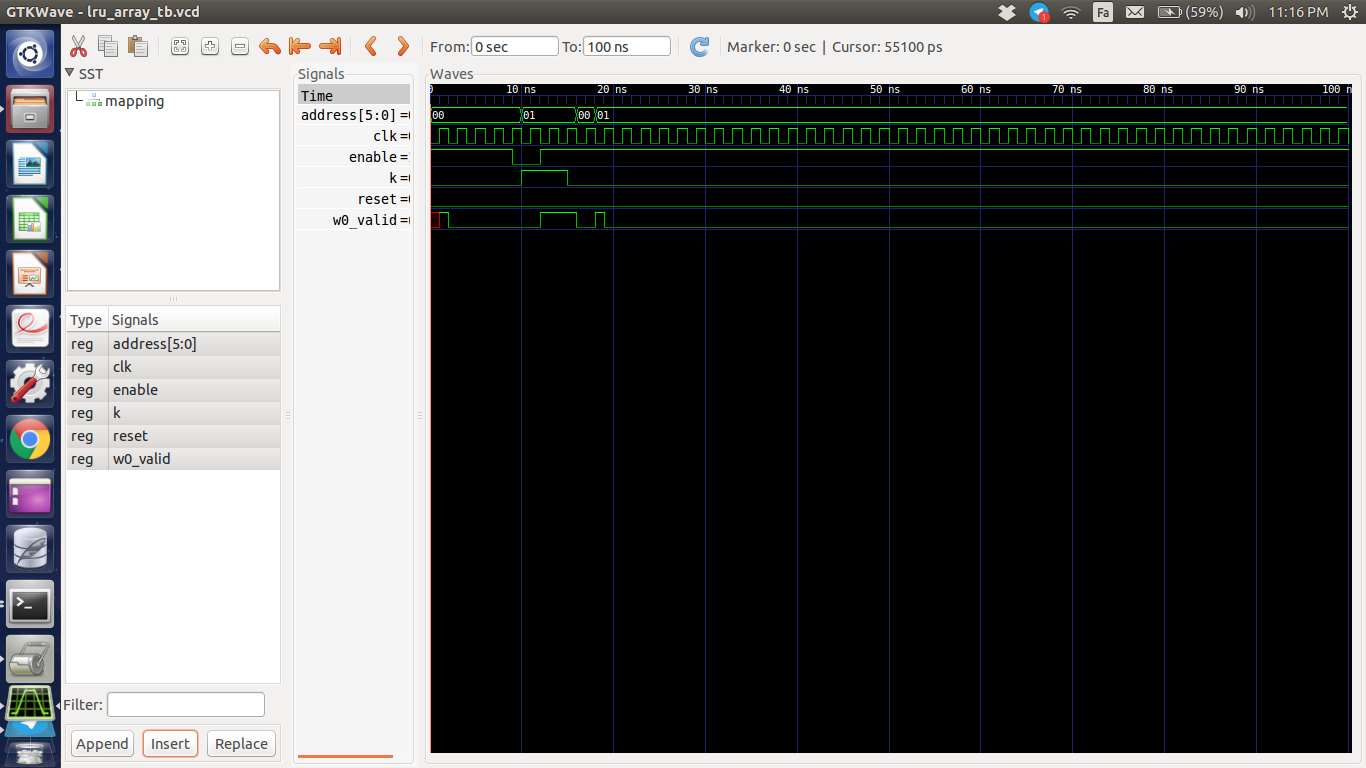 GTKWave - lru_array_tb.vcd
1
Fa
(59%)
11:16 PM
From: 0 sec To: 100 ns Marker: 0 sec | Cursor: 55100 ps
SST
mapping
Type Signals
reg address[5:0]
reg clk
reg enable
reg k
reg reset
reg w0_valid
Filter:
Append Insert Replace
Signals
Time
address[5:0] =
clk =
enable =
k =
reset =
w0_valid =
Waves
0 10 ns 20 ns 30 ns 40 ns 50 ns 60 ns 70 ns 80 ns 90 ns 100 n
00 01 00 01